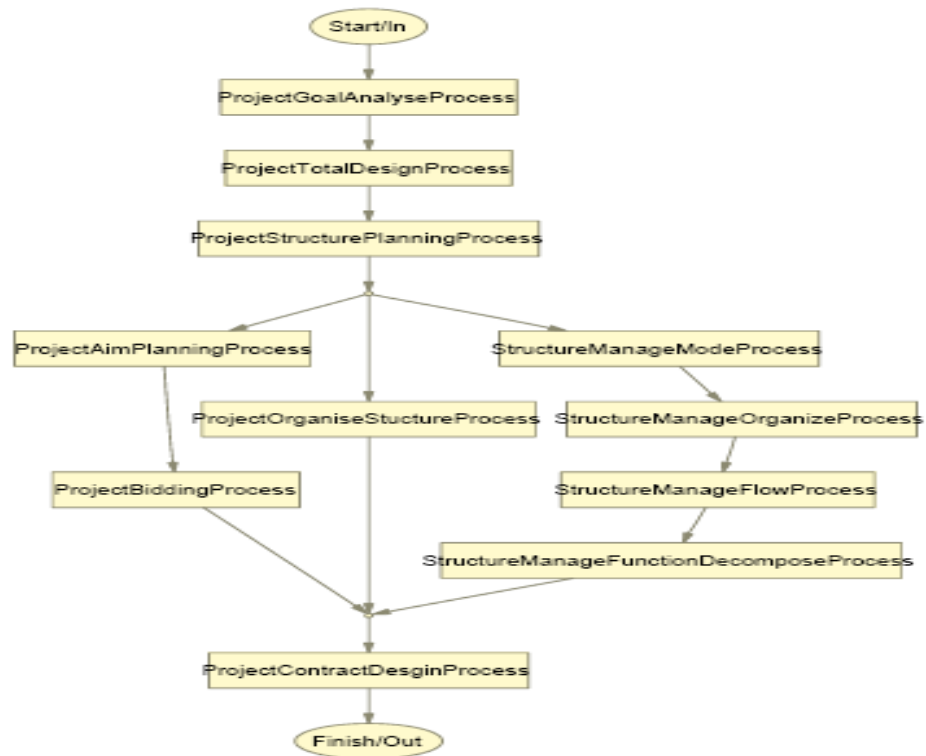 Start/In
ProjectGoalAnalyseProcess
ProjectTotalDesignProcess
ProjectStructurePlanningProcess
ProjectAimPlanningProcess
StructureManageModeProcess
ProjectOrganiseStuctureProcess
StructureManageOrganizeProcess
ProjectBiddingProcess
StructureManageFlowProcess
StructureManageFunctionDecomposeProcess
ProjectContractDesginProcess
Finish/Out